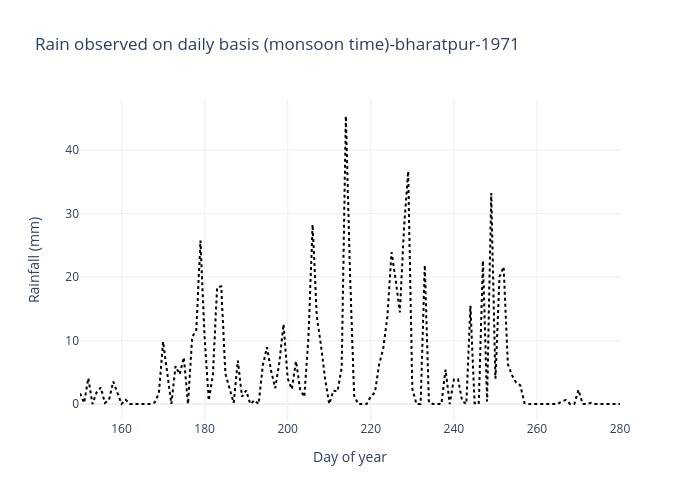 Rain observed on daily basis (monsoon time)-bharatpur-1971
Rainfall (mm)
40
30
20
10
0
160 180 200 220 240 260 280
Day of year